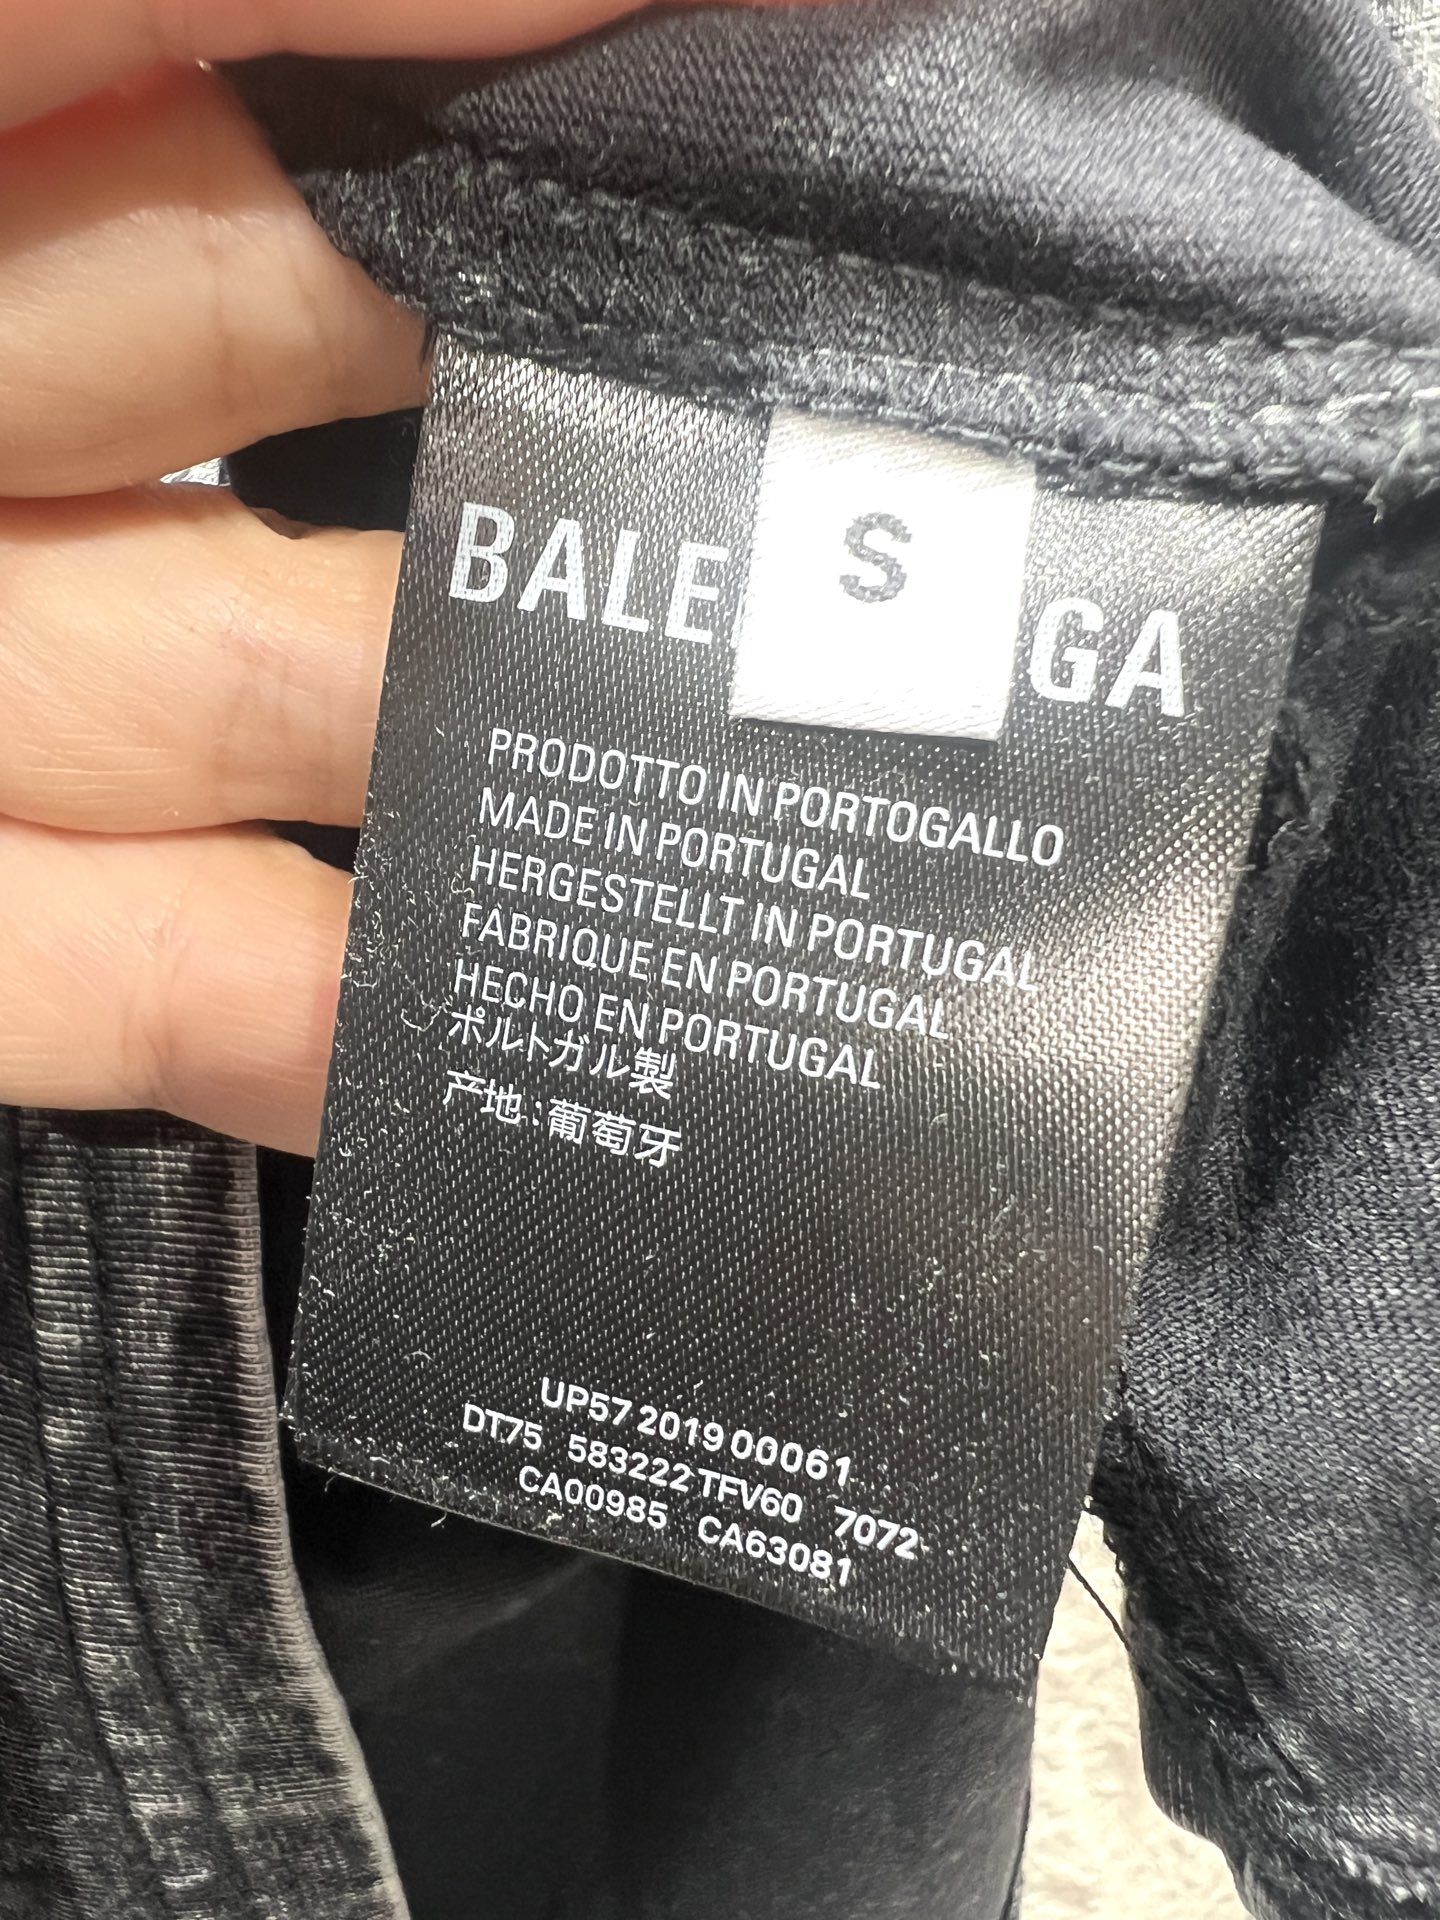 BALE GA
S
PRODOTTO IN PORTOGALLO
MADE IN PORTUGAL
HERGESTELLT IN PORTUGAL
FABRIQUE EN PORTUGAL
HECHO EN PORTUGAL
ポルトガル製
产地:葡萄牙
UP57 2019 00061
DT75 583222 TFV60 7072
CA00985 CA63081